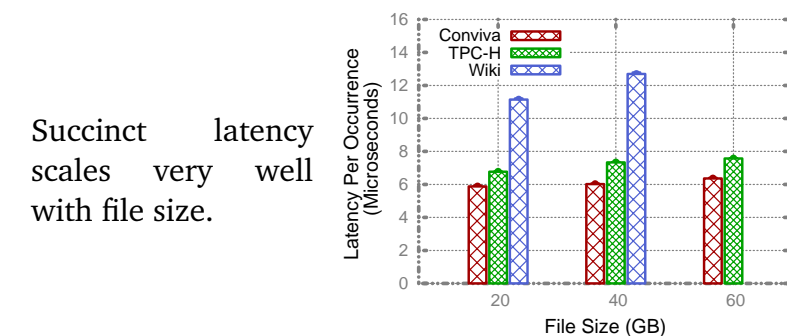 Succinct latency
scales very well
with file size.
Latency Per Occurrence
(Microseconds)
16
14
12
10
8
6
4
2
0
Conviva
TPC-H
Wiki
20 40 60
File Size (GB)